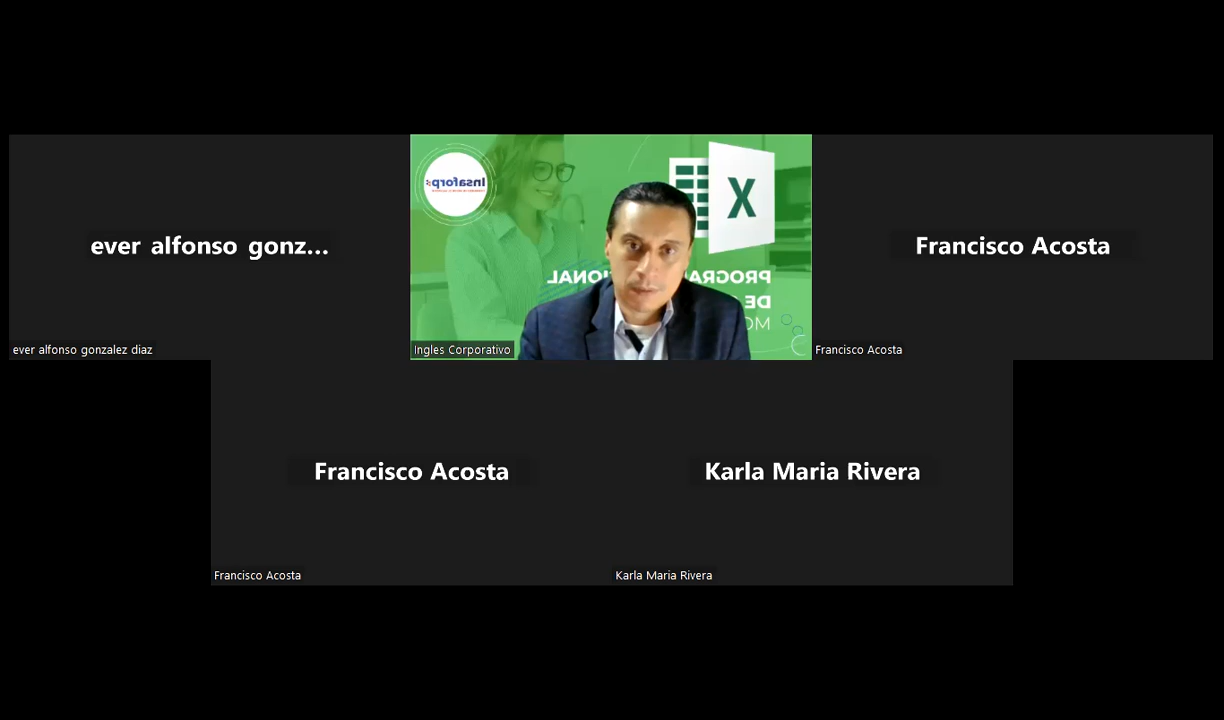 ever alfonso gonz...
ever alfonso gonzalez diaz
Insaforp
X
PROGRA
IONAL
DE
Ingles Corporativo
Francisco Acosta
Francisco Acosta
Francisco Acosta
Francisco Acosta
Karla Maria Rivera
Karla Maria Rivera